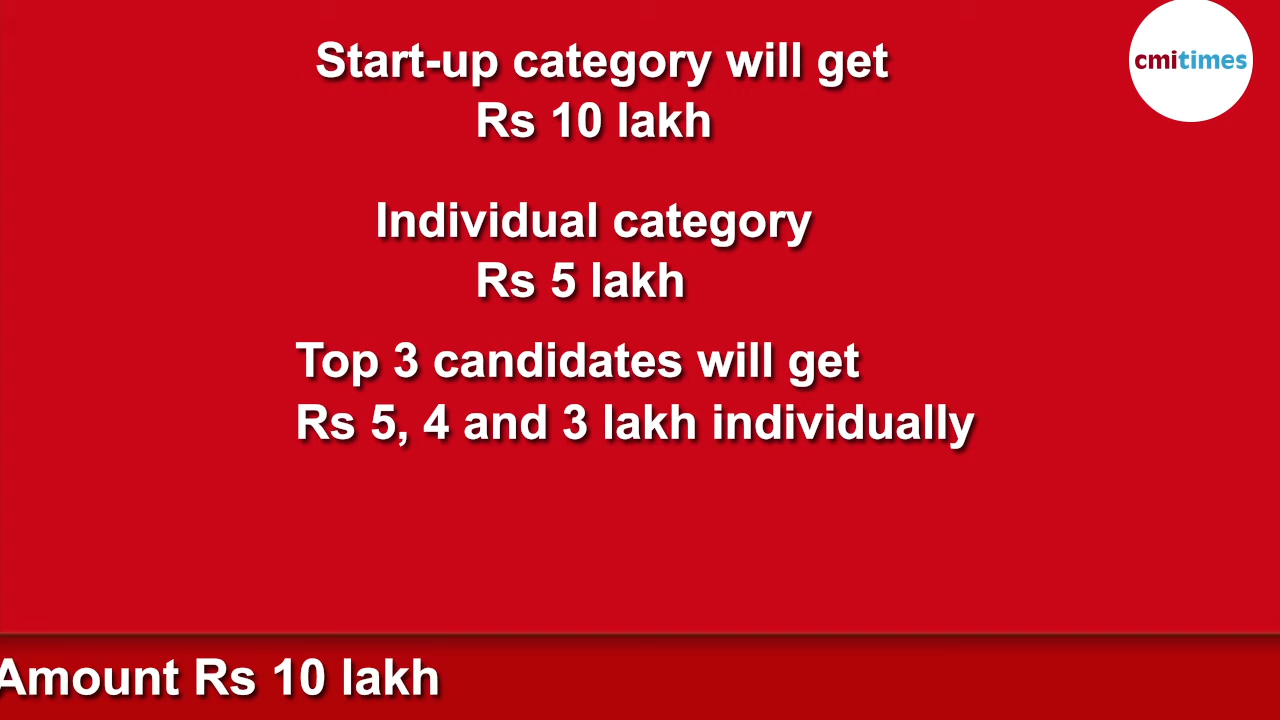 Start-up category will get
Rs 10 lakh
cmitimes
Individual category
Rs 5 lakh
Top 3 candidates will get
Rs 5, 4 and 3 lakh individually
Amount Rs 10 lakh